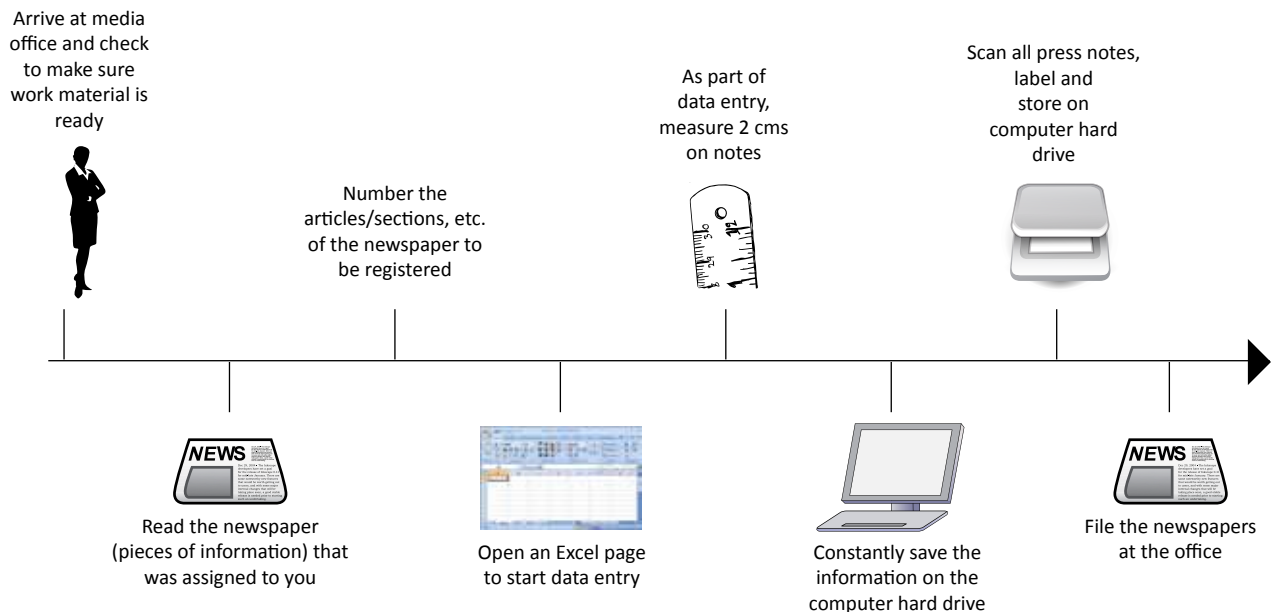 Arrive at media
office and check
to make sure
work material is
ready
Read the newspaper
(pieces of information) that
was assigned to you
NEWS
Number the
articles/sections, etc.
of the newspaper to
be registered
Open an Excel page
to start data entry
As part of
data entry,
measure 2 cms
on notes
Constantly save the
information on the
computer hard drive
Scan all press notes,
label and
store on
computer hard
drive
NEWS
File the newspapers
at the office